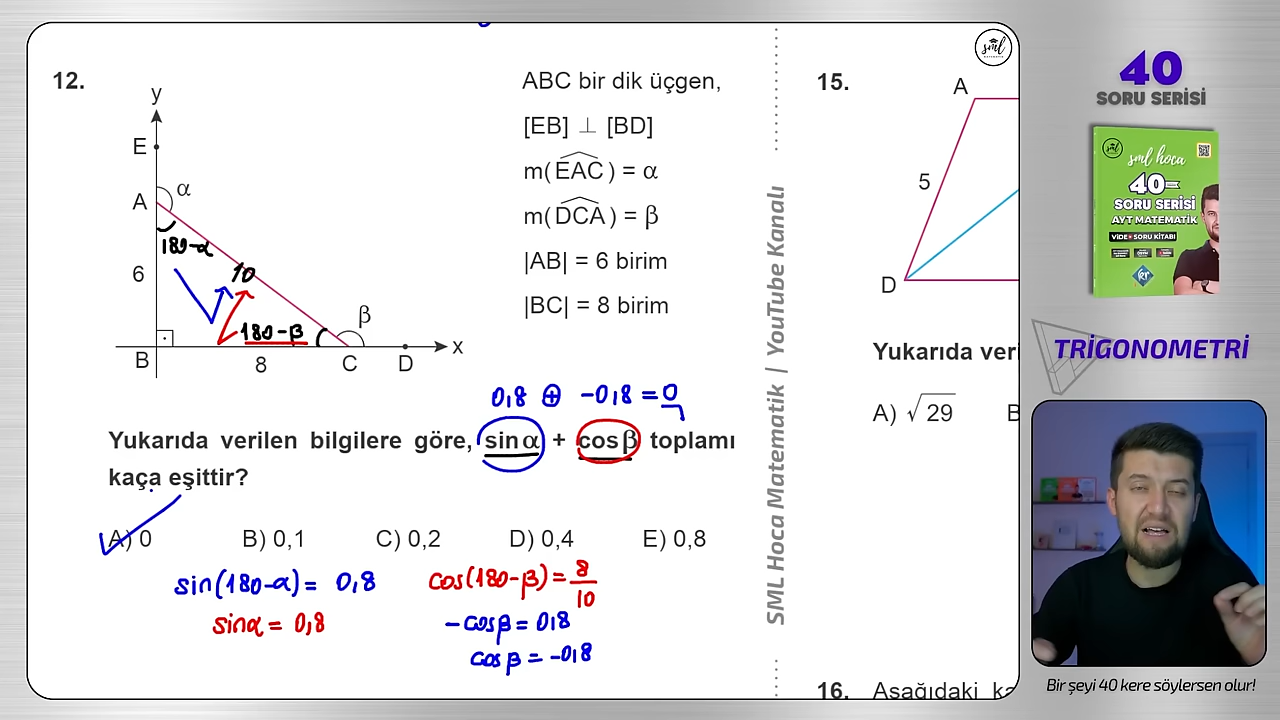 12.
y
E
A
α
180-α
6
10
180-β
β
B
8
C
D
x
ABC bir dik üçgen,
[EB] ⊥ [BD]
m(EAC) = α
m(DCA) = β
|AB| = 6 birim
|BC| = 8 birim
0,8 ⊕ -0,8 = 0
Yukarıda verilen bilgilere göre, sin α + cos β toplamı
kaça eşittir?
A) 0 B) 0,1 C) 0,2 D) 0,4 E) 0,8
sin(180-α) = 0,8
sinα = 0,8
cos(180-β) = 8/10
-cosβ = 0,8
cosβ = -0,8
SML Hoca Matematik | YouTube Kanalı
sml
15.
A
5
D
Yukarıda veri
A) √29 B
16. Aşağıdaki ka
40
SORU SERİSİ
sml hoca
40
SORU SERİSİ
AYT MATEMATİK
VİDEO SORU KİTABI
TRİGONOMETRİ
Bir şeyi 40 kere söylersen olur!